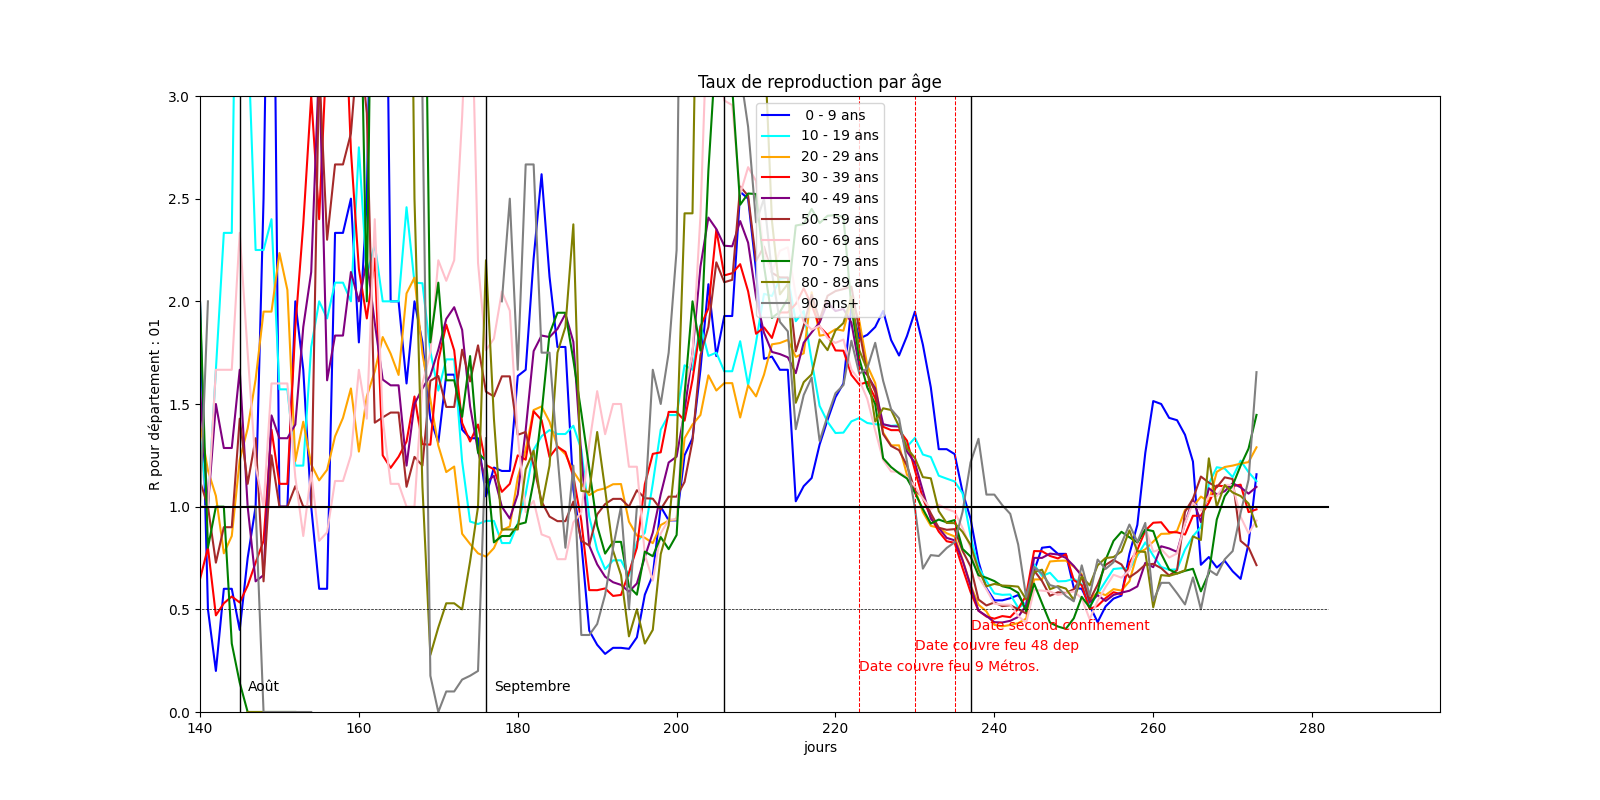 Taux de reproduction par âge
R pour département : 01
3.0
2.5
2.0
1.5
1.0
0.5
0.0
0 - 9 ans
10 - 19 ans
20 - 29 ans
30 - 39 ans
40 - 49 ans
50 - 59 ans
60 - 69 ans
70 - 79 ans
80 - 89 ans
90 ans+
Date second confinement
Date couvre feu 48 dep
Date couvre feu 9 Métros.
Août
Septembre
140 160 180 200 220 240 260 280
jours